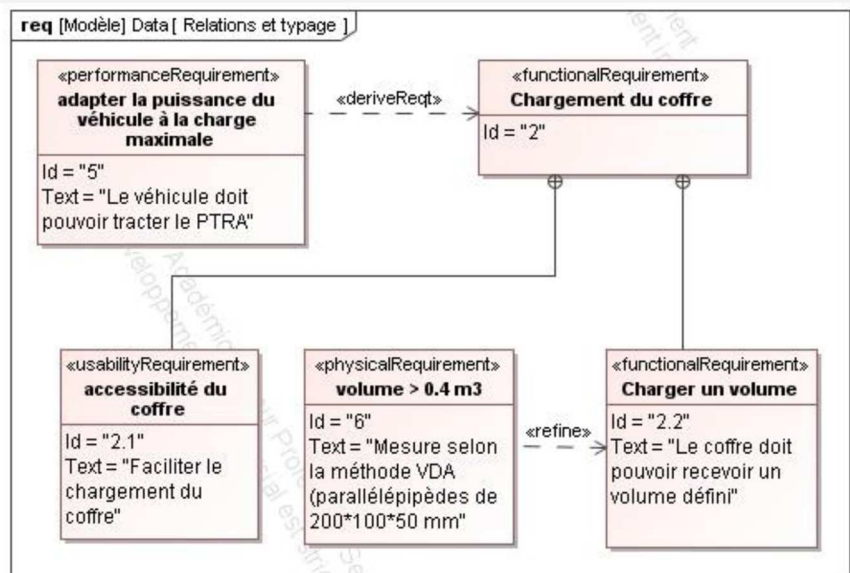 req [Modèle] Data [ Relations et typage ]
«performanceRequirement»
adapter la puissance du
véhicule à la charge
maximale
Id = "5"
Text = "Le véhicule doit
pouvoir tracter le PTRA"
«deriveReqt»
«functionalRequirement»
Chargement du coffre
Id = "2"
«usabilityRequirement»
accessibilité du
coffre
Id = "2.1"
Text = "Faciliter le
chargement du
coffre"
«physicalRequirement»
volume > 0.4 m3
Id = "6"
Text = "Mesure selon
la méthode VDA
(parallélépipèdes de
200*100*50 mm"
«refine»
«functionalRequirement»
Charger un volume
Id = "2.2"
Text = "Le coffre doit
pouvoir recevoir un
volume défini"